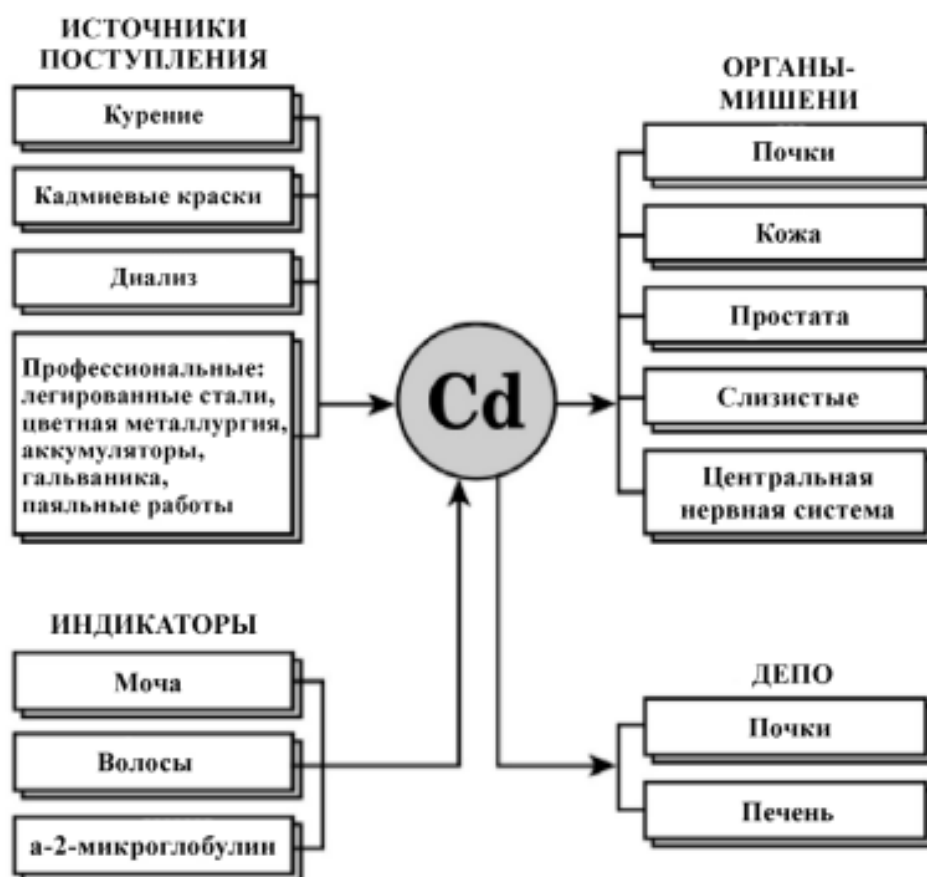 ИСТОЧНИКИ
ПОСТУПЛЕНИЯ
Курение
Кадмиевые краски
Диализ
Профессиональные:
легированные стали,
цветная металлургия,
аккумуляторы,
гальваника,
паяльные работы
Cd
ОРГАНЫ-
МИШЕНИ
Почки
Кожа
Простата
Слизистые
Центральная
нервная система
ИНДИКАТОРЫ
Моча
Волосы
а-2-микроглобулин
ДЕПО
Почки
Печень